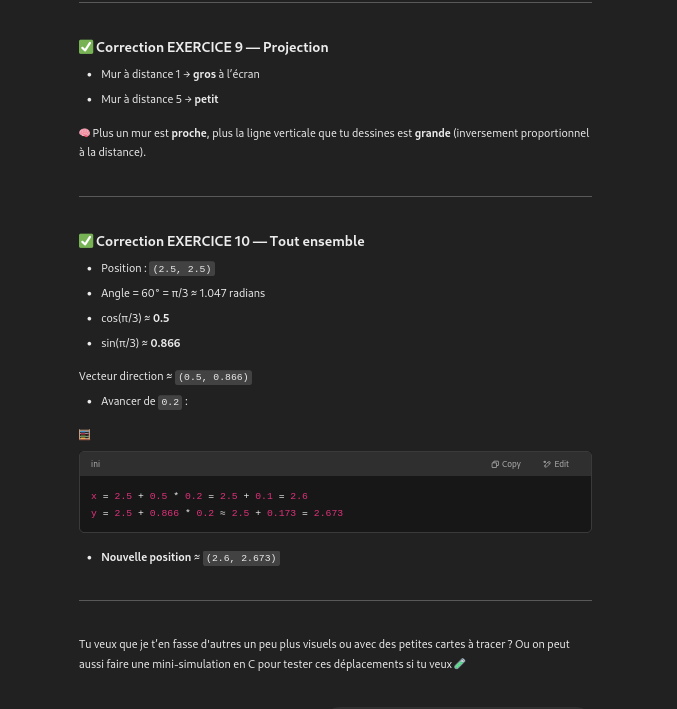 ✅ Correction EXERCICE 9 — Projection
• Mur à distance 1 → gros à l'écran
• Mur à distance 5 → petit
🧠 Plus un mur est proche, plus la ligne verticale que tu dessines est grande (inversement proportionnel
à la distance).
✅ Correction EXERCICE 10 — Tout ensemble
• Position : (2.5, 2.5)
• Angle = 60° = π/3 ≈ 1.047 radians
• cos(π/3) ≈ 0.5
• sin(π/3) ≈ 0.866
Vecteur direction ≈ (0.5, 0.866)
• Avancer de 0.2 :
🧮
ini Copy Edit
x = 2.5 + 0.5 * 0.2 = 2.5 + 0.1 = 2.6
y = 2.5 + 0.866 * 0.2 ≈ 2.5 + 0.173 = 2.673
• Nouvelle position ≈ (2.6, 2.673)
Tu veux que je t'en fasse d'autres un peu plus visuels ou avec des petites cartes à tracer ? Ou on peut
aussi faire une mini-simulation en C pour tester ces déplacements si tu veux 🧪